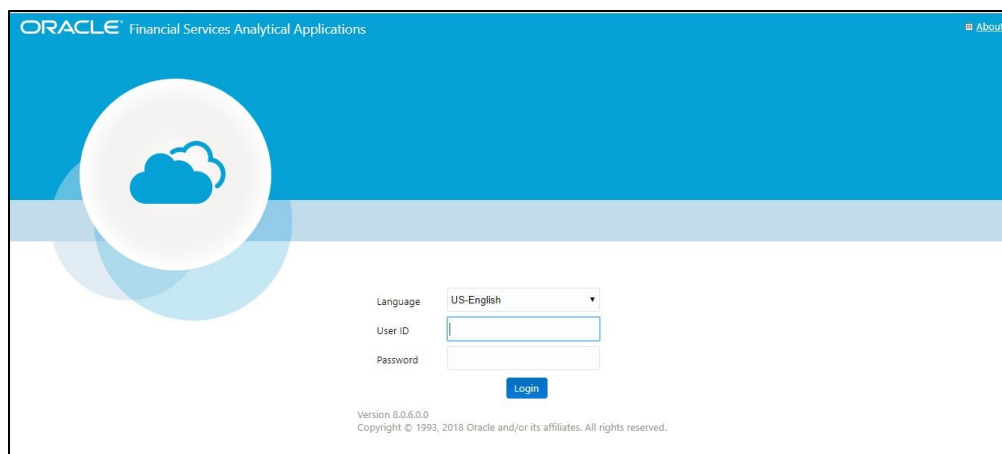 ORACLE® Financial Services Analytical Applications
About
Language US-English
User ID
Password
Login
Version 8.0.6.0.0
Copyright © 1993, 2018 Oracle and/or its affiliates. All rights reserved.